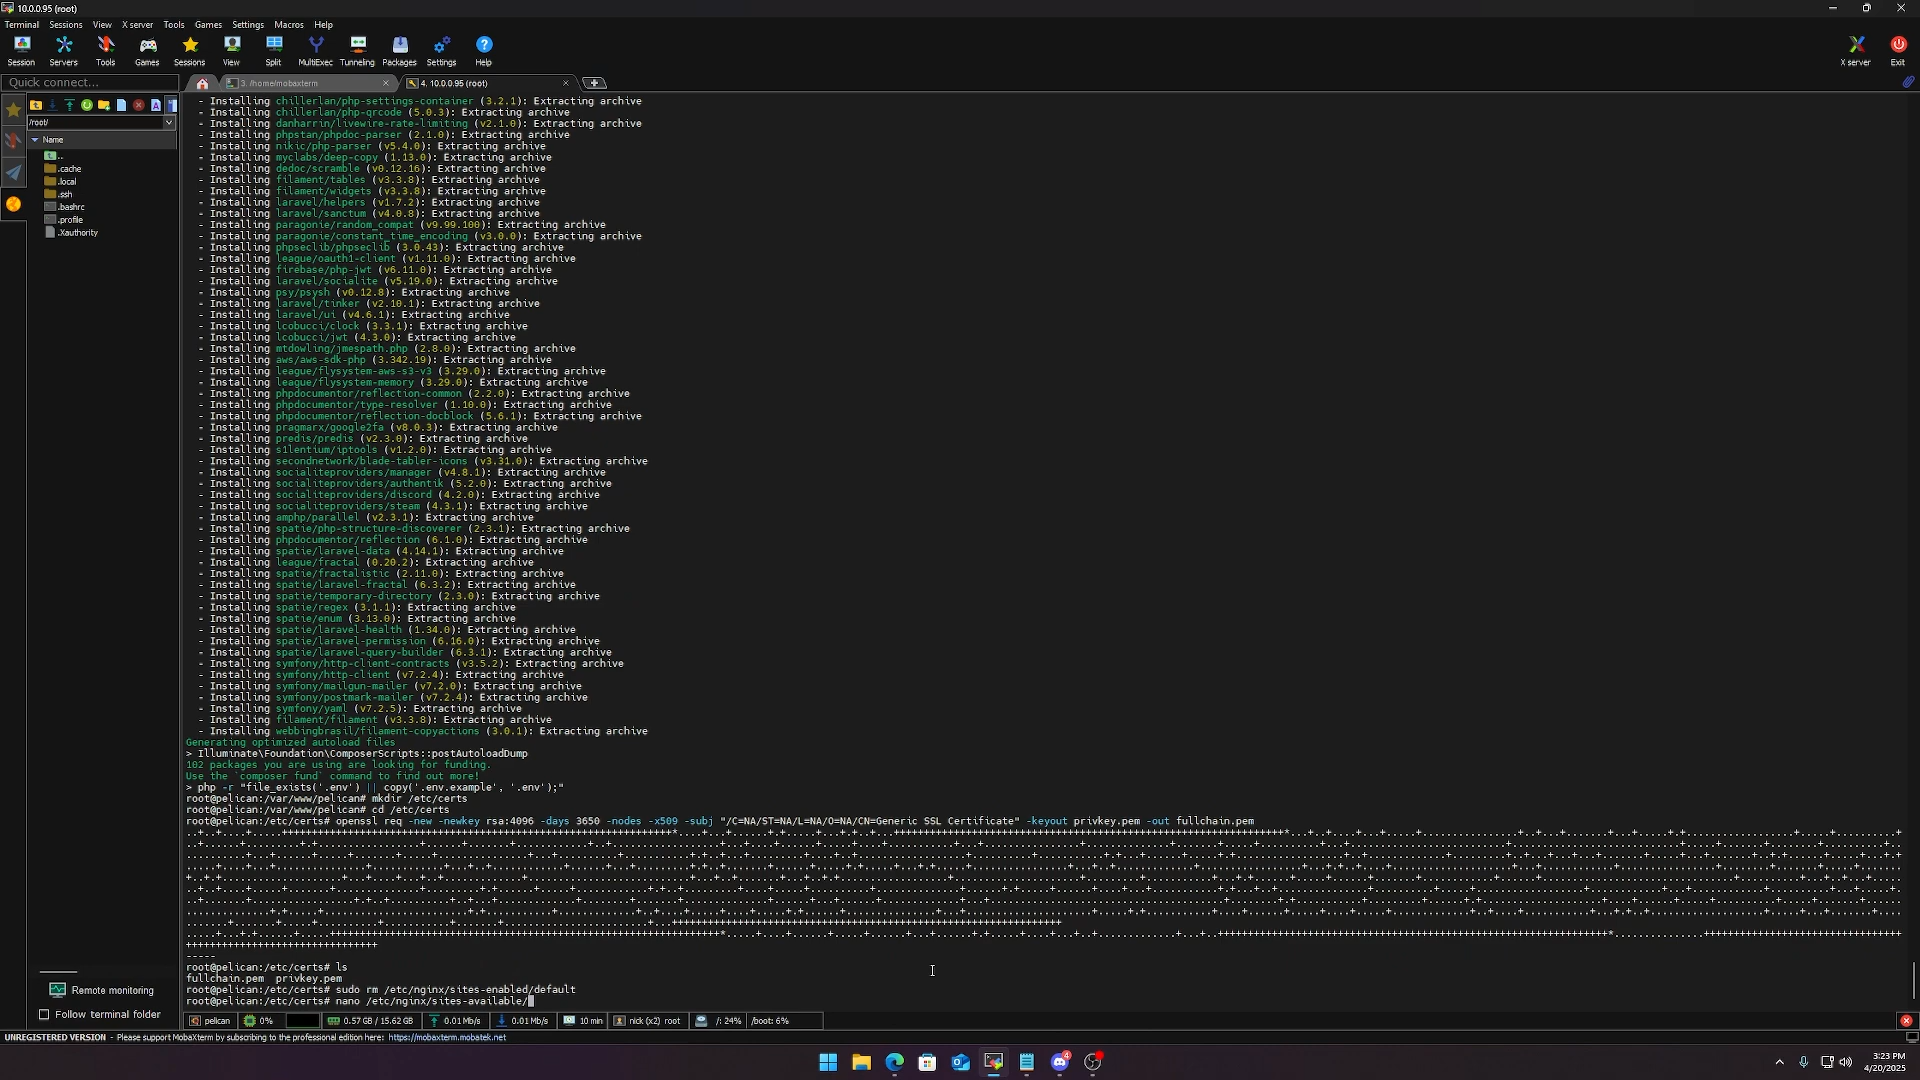 10.0.0.95 (root)
Terminal Sessions View X server Tools Games Settings Macros Help
Session Servers Tools Games Sessions View Split MultiExec Tunneling Packages Settings Help X server Exit
Quick connect...
3. /home/mobaxterm
4. 10.0.0.95 (root)
/root/
Name
..
.cache
.local
.ssh
.bashrc
.profile
.Xauthority
- Installing chillerlan/php-settings-container (3.2.1): Extracting archive
- Installing chillerlan/php-qrcode (5.0.3): Extracting archive
- Installing danharrin/livewire-rate-limiting (v2.1.0): Extracting archive
- Installing phpstan/phpdoc-parser (2.1.0): Extracting archive
- Installing nikic/php-parser (v5.4.0): Extracting archive
- Installing myclabs/deep-copy (1.13.0): Extracting archive
- Installing dedoc/scramble (v0.12.16): Extracting archive
- Installing filament/tables (v3.3.8): Extracting archive
- Installing filament/widgets (v3.3.8): Extracting archive
- Installing laravel/helpers (v1.7.2): Extracting archive
- Installing laravel/sanctum (v4.0.8): Extracting archive
- Installing paragonie/random_compat (v9.99.100): Extracting archive
- Installing paragonie/constant_time_encoding (v3.0.0): Extracting archive
- Installing phpseclib/phpseclib (3.0.43): Extracting archive
- Installing league/oauth1-client (v1.11.0): Extracting archive
- Installing firebase/php-jwt (v6.11.0): Extracting archive
- Installing laravel/socialite (v5.19.0): Extracting archive
- Installing psy/psysh (v0.12.8): Extracting archive
- Installing laravel/tinker (v2.10.1): Extracting archive
- Installing laravel/ui (v4.6.1): Extracting archive
- Installing lcobucci/clock (3.3.1): Extracting archive
- Installing lcobucci/jwt (4.3.0): Extracting archive
- Installing mtdowling/jmespath.php (2.8.0): Extracting archive
- Installing aws/aws-sdk-php (3.342.19): Extracting archive
- Installing league/flysystem-aws-s3-v3 (3.29.0): Extracting archive
- Installing league/flysystem-memory (3.29.0): Extracting archive
- Installing phpdocumentor/reflection-common (2.2.0): Extracting archive
- Installing phpdocumentor/type-resolver (1.10.0): Extracting archive
- Installing phpdocumentor/reflection-docblock (5.6.1): Extracting archive
- Installing pragmarx/google2fa (v8.0.3): Extracting archive
- Installing predis/predis (v2.3.0): Extracting archive
- Installing s1lentium/iptools (v1.2.0): Extracting archive
- Installing secondnetwork/blade-tabler-icons (v3.31.0): Extracting archive
- Installing socialiteproviders/manager (v4.8.1): Extracting archive
- Installing socialiteproviders/authentik (5.2.0): Extracting archive
- Installing socialiteproviders/discord (4.2.0): Extracting archive
- Installing socialiteproviders/steam (4.3.1): Extracting archive
- Installing amphp/parallel (v2.3.1): Extracting archive
- Installing spatie/php-structure-discoverer (2.3.1): Extracting archive
- Installing phpdocumentor/reflection (6.1.0): Extracting archive
- Installing spatie/laravel-data (4.14.1): Extracting archive
- Installing league/fractal (0.20.2): Extracting archive
- Installing spatie/fractalistic (2.11.0): Extracting archive
- Installing spatie/laravel-fractal (6.3.2): Extracting archive
- Installing spatie/temporary-directory (2.3.0): Extracting archive
- Installing spatie/regex (3.1.1): Extracting archive
- Installing spatie/enum (3.13.0): Extracting archive
- Installing spatie/laravel-health (1.34.0): Extracting archive
- Installing spatie/laravel-permission (6.16.0): Extracting archive
- Installing spatie/laravel-query-builder (6.3.1): Extracting archive
- Installing symfony/http-client-contracts (v3.5.2): Extracting archive
- Installing symfony/http-client (v7.2.4): Extracting archive
- Installing symfony/mailgun-mailer (v7.2.0): Extracting archive
- Installing symfony/postmark-mailer (v7.2.4): Extracting archive
- Installing symfony/yaml (v7.2.5): Extracting archive
- Installing filament/filament (v3.3.8): Extracting archive
- Installing webbingbrasil/filament-copyactions (3.0.1): Extracting archive
Generating optimized autoload files
> Illuminate\Foundation\ComposerScripts::postAutoloadDump
102 packages you are using are looking for funding.
Use the `composer fund` command to find out more!
> php -r "file_exists('.env') || copy('.env.example', '.env');"
root@pelican:/var/www/pelican# mkdir /etc/certs
root@pelican:/var/www/pelican# cd /etc/certs
root@pelican:/etc/certs# openssl req -new -newkey rsa:4096 -days 3650 -nodes -x509 -subj "/C=NA/ST=NA/L=NA/O=NA/CN=Generic SSL Certificate" -keyout privkey.pem -out fullchain.pem
-----
root@pelican:/etc/certs# ls
fullchain.pem privkey.pem
root@pelican:/etc/certs# sudo rm /etc/nginx/sites-enabled/default
root@pelican:/etc/certs# nano /etc/nginx/sites-available/
Remote monitoring
Follow terminal folder
pelican 0% 0.57 GB / 15.62 GB 0.01 Mb/s 0.01 Mb/s 10 min nick (x2) root /: 24% /boot: 6%
UNREGISTERED VERSION - Please support MobaXterm by subscribing to the professional edition here: https://mobaxterm.mobatek.net
4
3:23 PM
4/20/2025